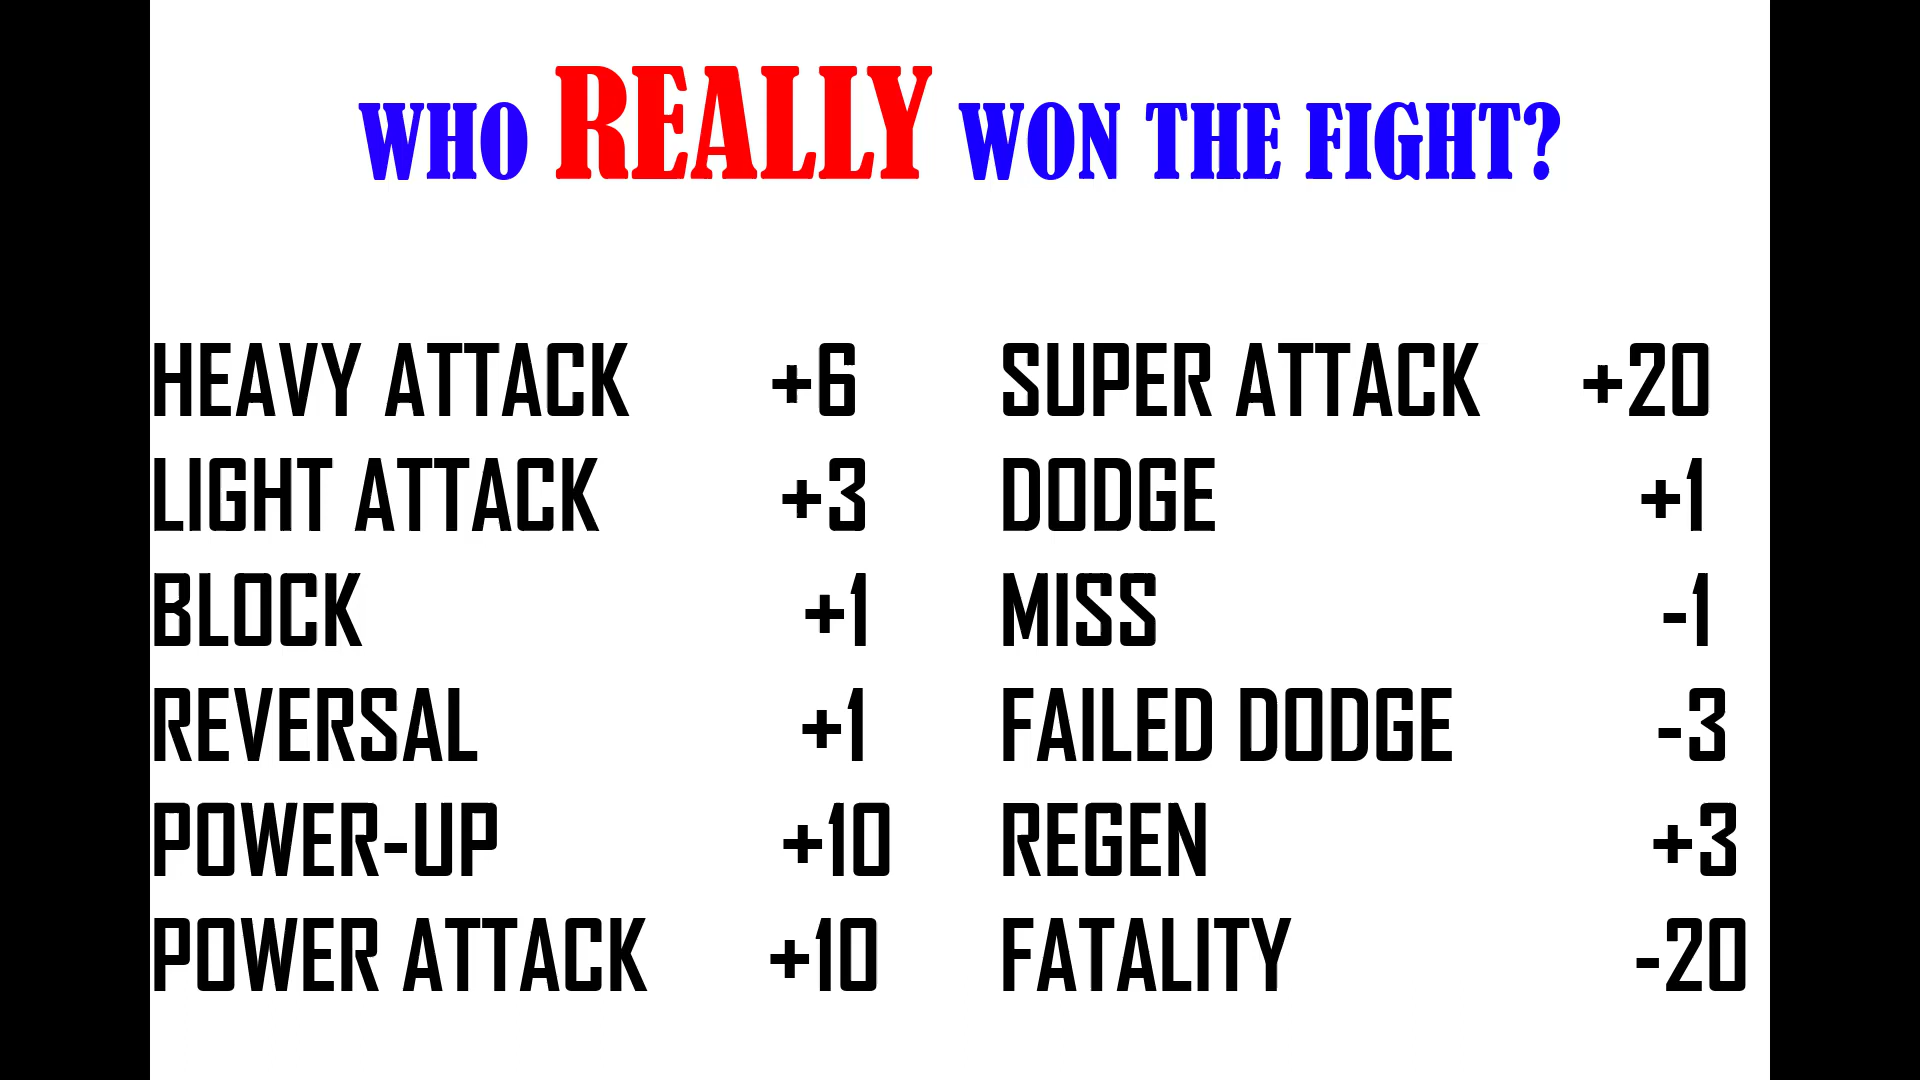 WHO REALLY WON THE FIGHT?
HEAVY ATTACK +6
LIGHT ATTACK +3
BLOCK +1
REVERSAL +1
POWER-UP +10
POWER ATTACK +10
SUPER ATTACK +20
DODGE +1
MISS -1
FAILED DODGE -3
REGEN +3
FATALITY -20